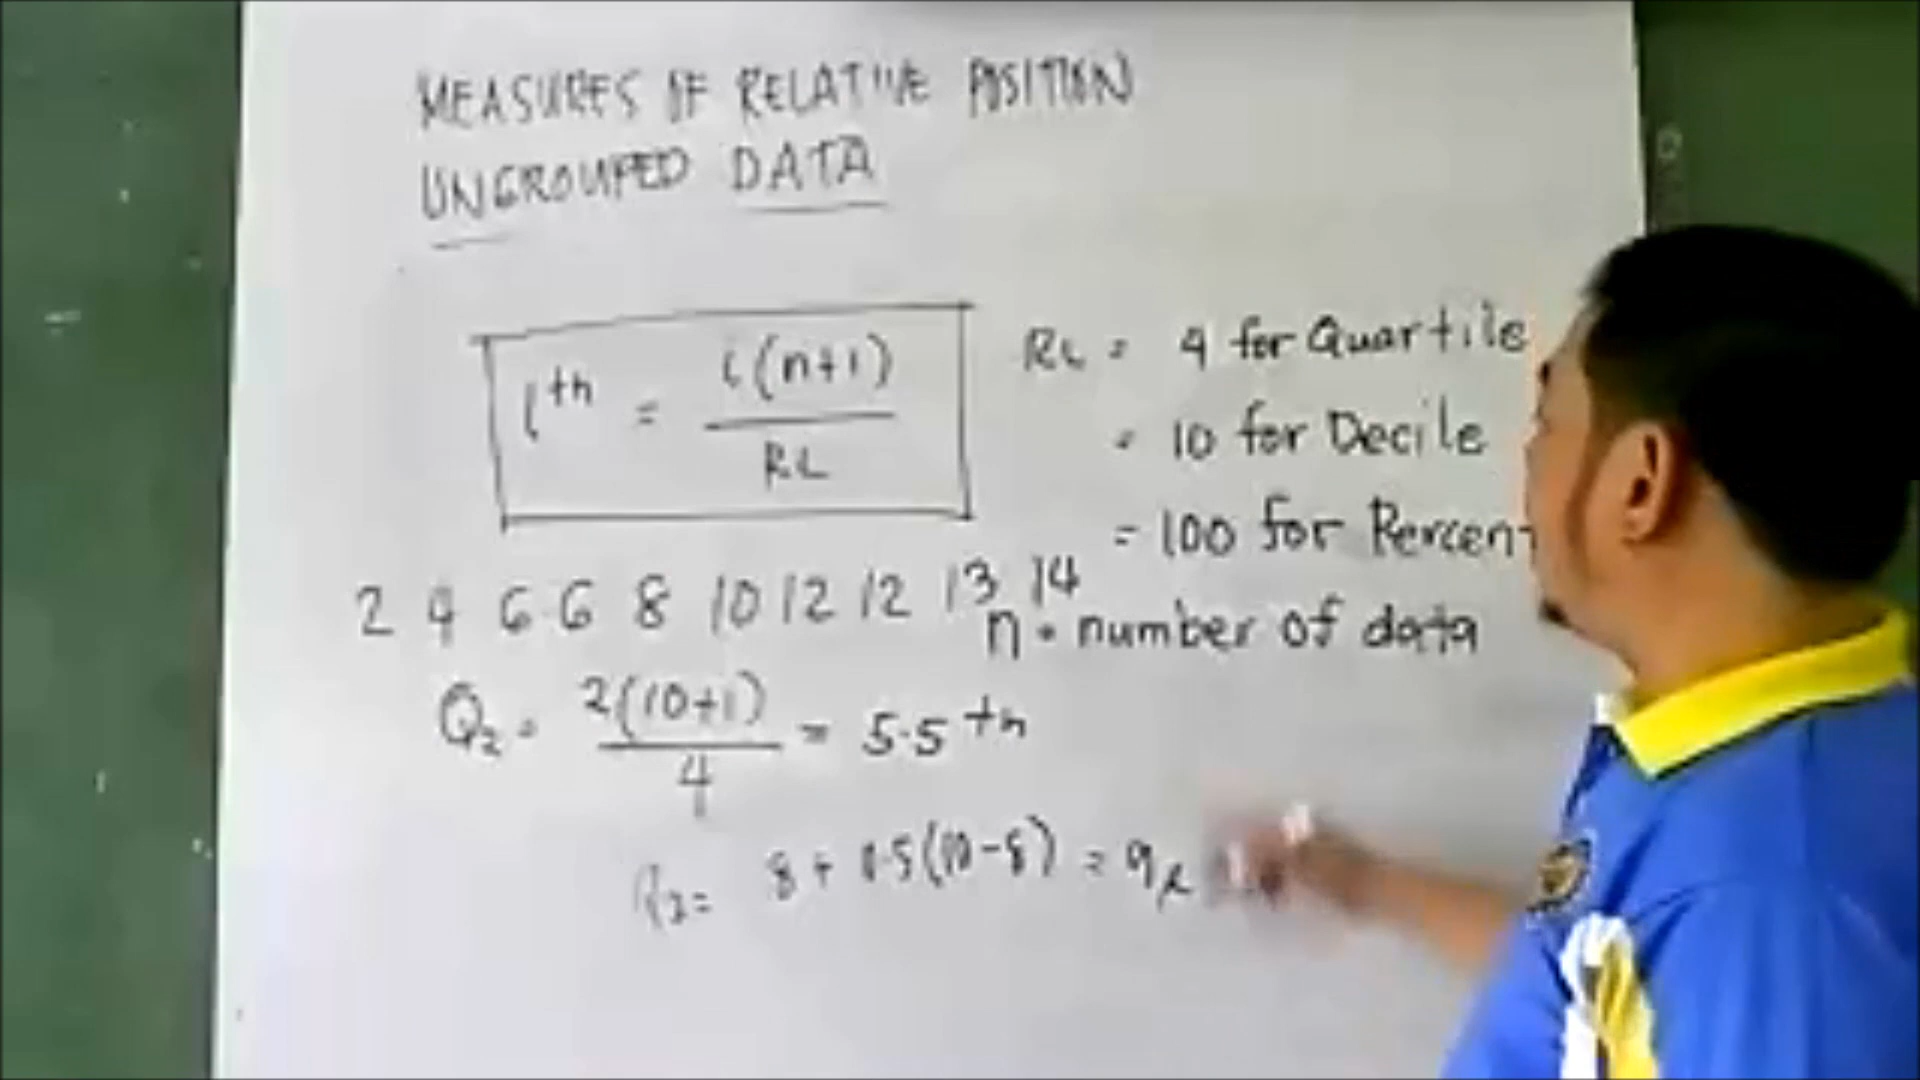 MEASURES OF RELATIVE POSITION
UNGROUPED DATA
i th = i(n+1) / RL
RL = 4 for Quartile
= 10 for Decile
= 100 for Percent
n = number of data
2 4 6 6 8 10 12 12 13 14
Q2 = 2(10+1) / 4 = 5.5 th
8 + 0.5(10-8) = 9